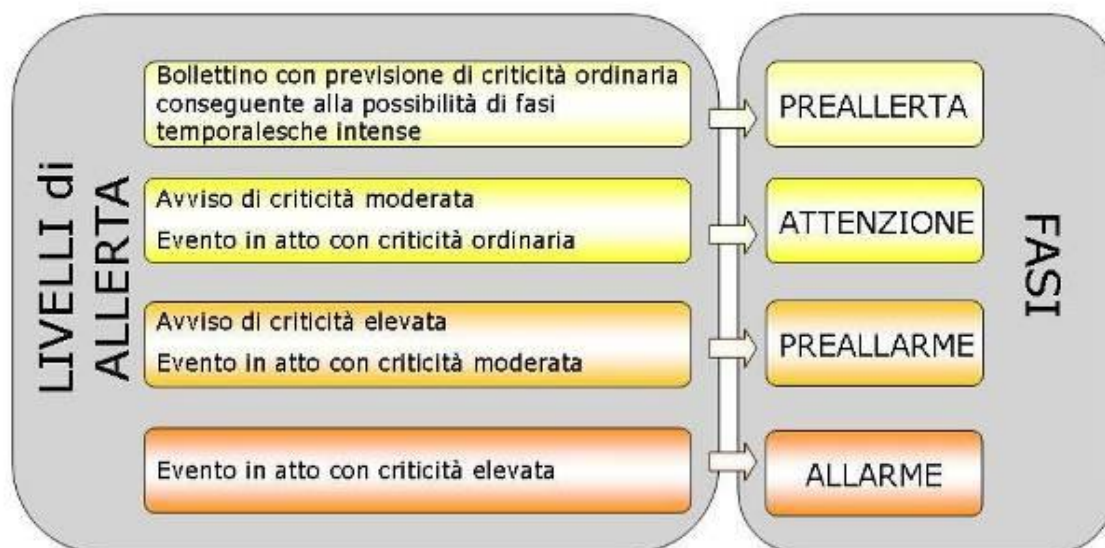 LIVELLI di
ALLERTA
Bollettino con previsione di criticità ordinaria
conseguente alla possibilità di fasi
temporalesche intense
PREALLERTA
Avviso di criticità moderata
Evento in atto con criticità ordinaria
ATTENZIONE
Avviso di criticità elevata
Evento in atto con criticità moderata
PREALLARME
Evento in atto con criticità elevata
ALLARME
FASI